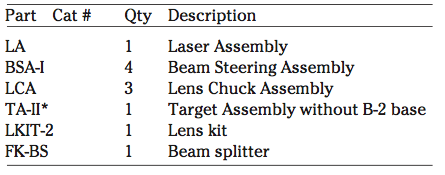 Part Cat # Qty Description
LA 1 Laser Assembly
BSA-I 4 Beam Steering Assembly
LCA 3 Lens Chuck Assembly
TA-II* 1 Target Assembly without B-2 base
LKIT-2 1 Lens kit
FK-BS 1 Beam splitter